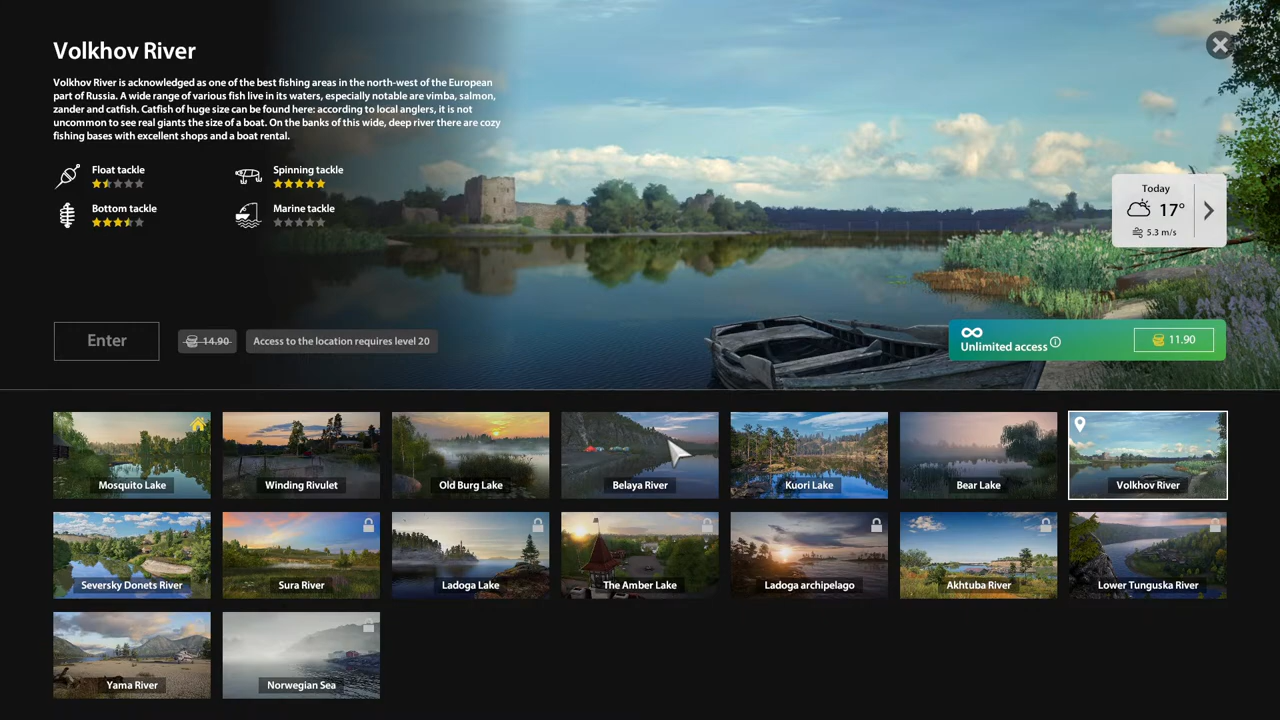 Volkhov River
Volkhov River is acknowledged as one of the best fishing areas in the north-west of the European
part of Russia. A wide range of various fish live in its waters, especially notable are vimba, salmon,
zander and catfish. Catfish of huge size can be found here: according to local anglers, it is not
uncommon to see real giants the size of a boat. On the banks of this wide, deep river there are cozy
fishing bases with excellent shops and a boat rental.
Float tackle
Spinning tackle
Bottom tackle
Marine tackle
Today
17°
5.3 m/s
Enter
14.90
Access to the location requires level 20
Unlimited access
11.90
Mosquito Lake
Winding Rivulet
Old Burg Lake
Belaya River
Kuori Lake
Bear Lake
Volkhov River
Seversky Donets River
Sura River
Ladoga Lake
The Amber Lake
Ladoga archipelago
Akhtuba River
Lower Tunguska River
Yama River
Norwegian Sea